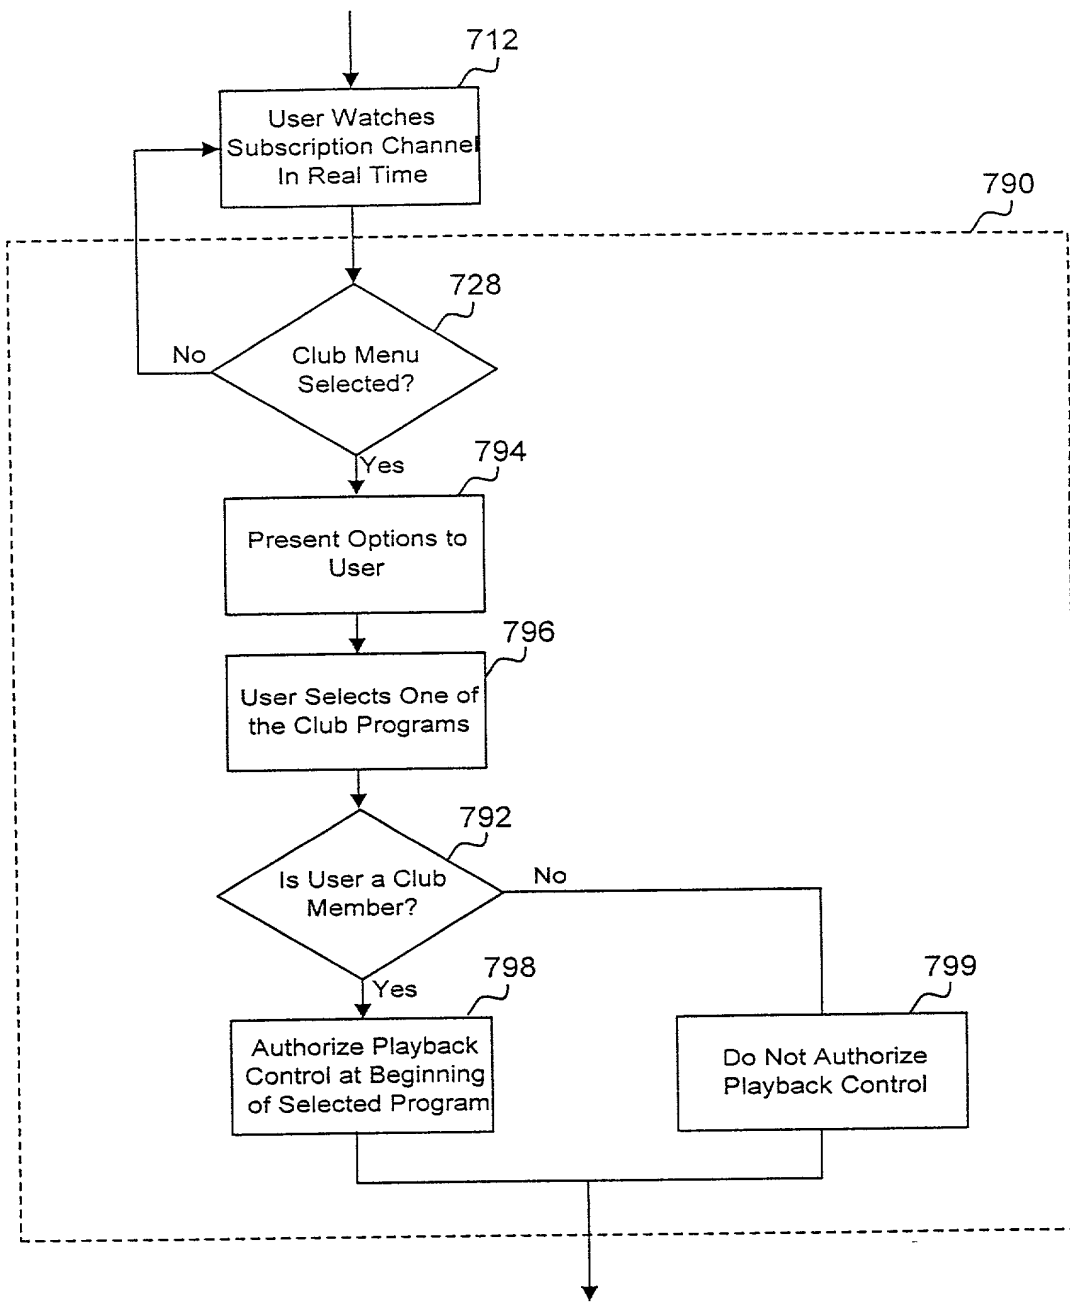 712
User Watches
Subscription Channel
In Real Time
790
728
No
Club Menu
Selected?
Yes
794
Present Options to
User
796
User Selects One of
the Club Programs
792
Is User a Club
Member?
No
Yes
798
Authorize Playback
Control at Beginning
of Selected Program
799
Do Not Authorize
Playback Control